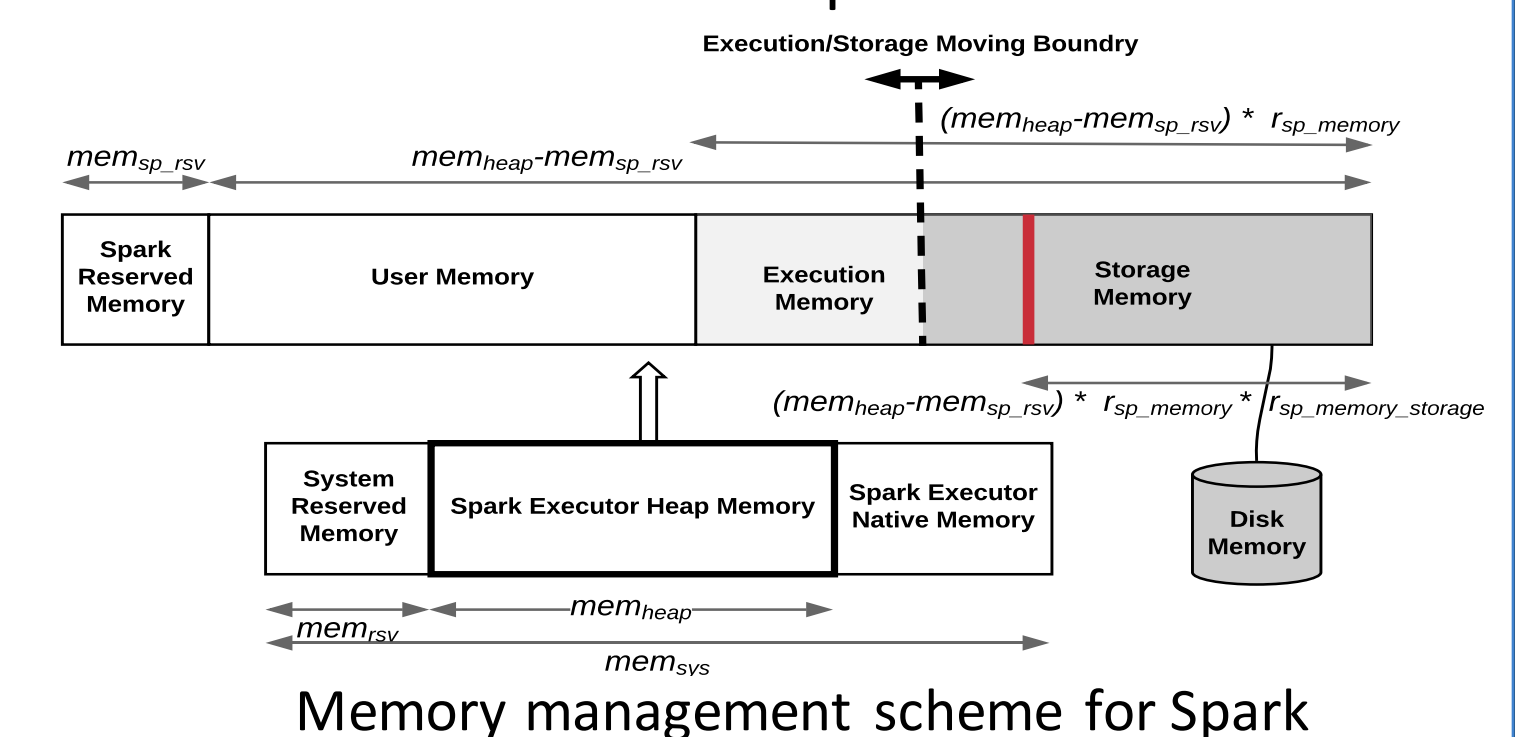 Execution/Storage Moving Boundry
(mem_heap-mem_sp_rsv) * r_sp_memory
mem_sp_rsv
mem_heap-mem_sp_rsv
Spark
Reserved
Memory
User Memory
Execution
Memory
Storage
Memory
(mem_heap-mem_sp_rsv) * r_sp_memory * r_sp_memory_storage
System
Reserved
Memory
Spark Executor Heap Memory
Spark Executor
Native Memory
Disk
Memory
mem_heap
mem_rsv
mem_sys
Memory management scheme for Spark